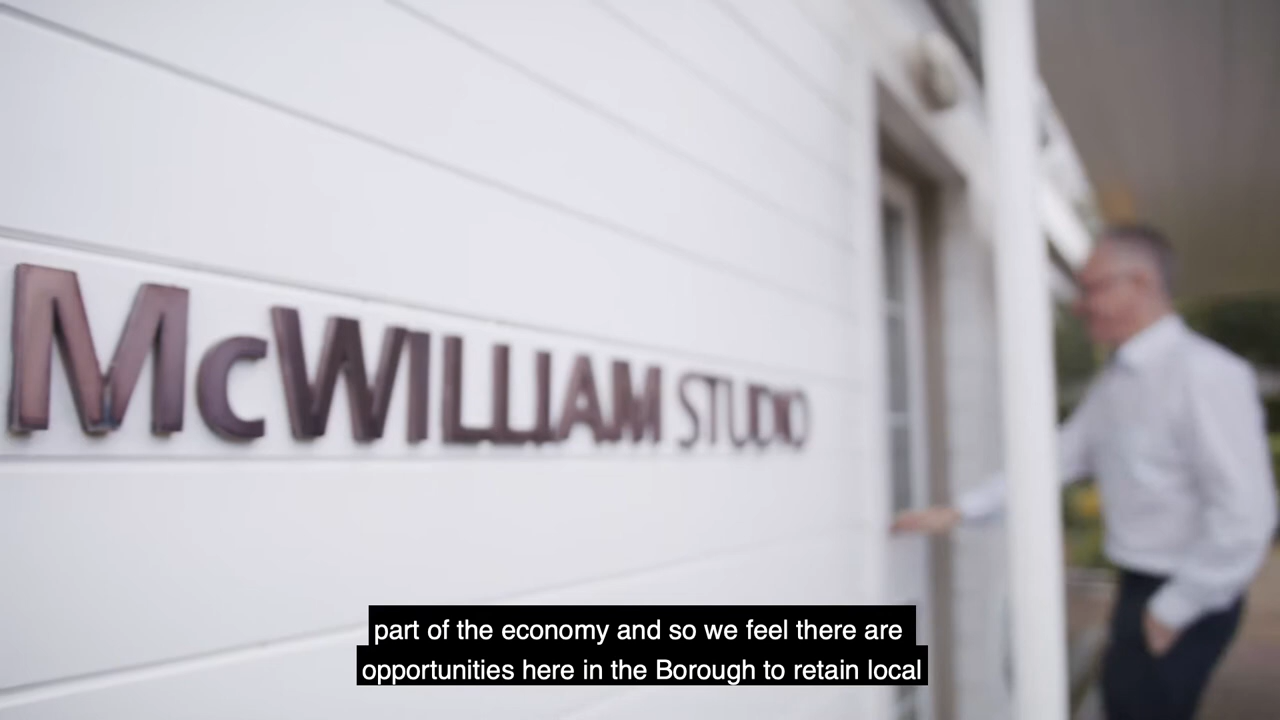 McWILLIAM STUDIO
part of the economy and so we feel there are
opportunities here in the Borough to retain local